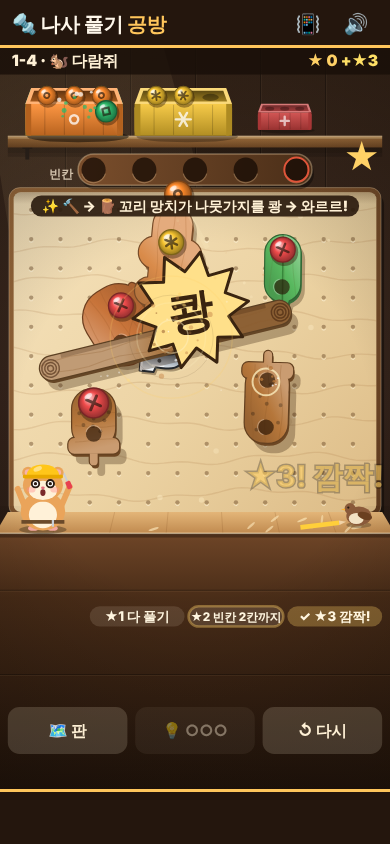 나사 풀기 공방
1-4 · 다람쥐
★ 0 +★3
빈칸
꼬리 망치가 나뭇가지를 쾅 → 와르르!
쾅
★3! 깜짝!
★1 다 풀기
★2 빈칸 2칸까지
✓ ★3 깜짝!
판
다시